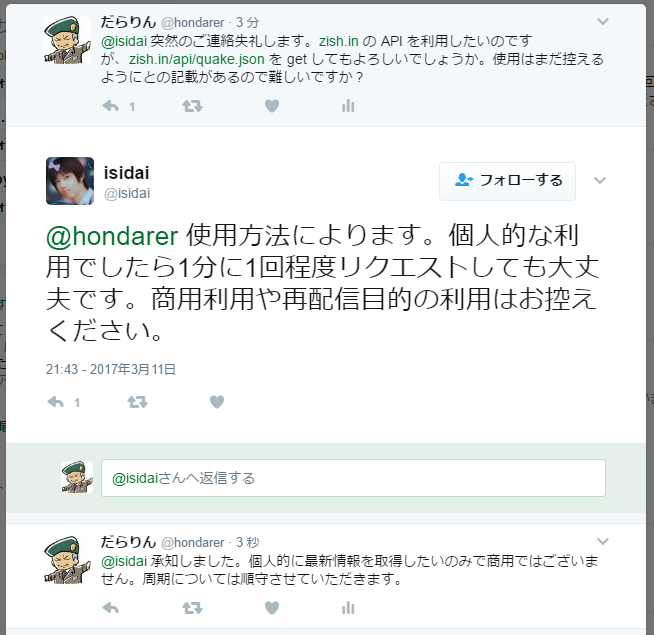 だらりん @hondarer · 3 分
@isidai 突然のご連絡失礼します。zish.in の API を利用したいのです
が、zish.in/api/quake.json を get してもよろしいでしょうか。使用はまだ控える
ようにとの記載があるので難しいですか？
1
isidai
@isidai
フォローする
@hondarer 使用方法によります。個人的な利
用でしたら1分に1回程度リクエストしても大丈
夫です。商用利用や再配信目的の利用はお控え
ください。
21:43 - 2017年3月11日
1
@isidaiさんへ返信する
だらりん @hondarer · 3 秒
@isidai 承知しました。個人的に最新情報を取得したいのみで商用ではございま
せん。周期については順守させていただきます。